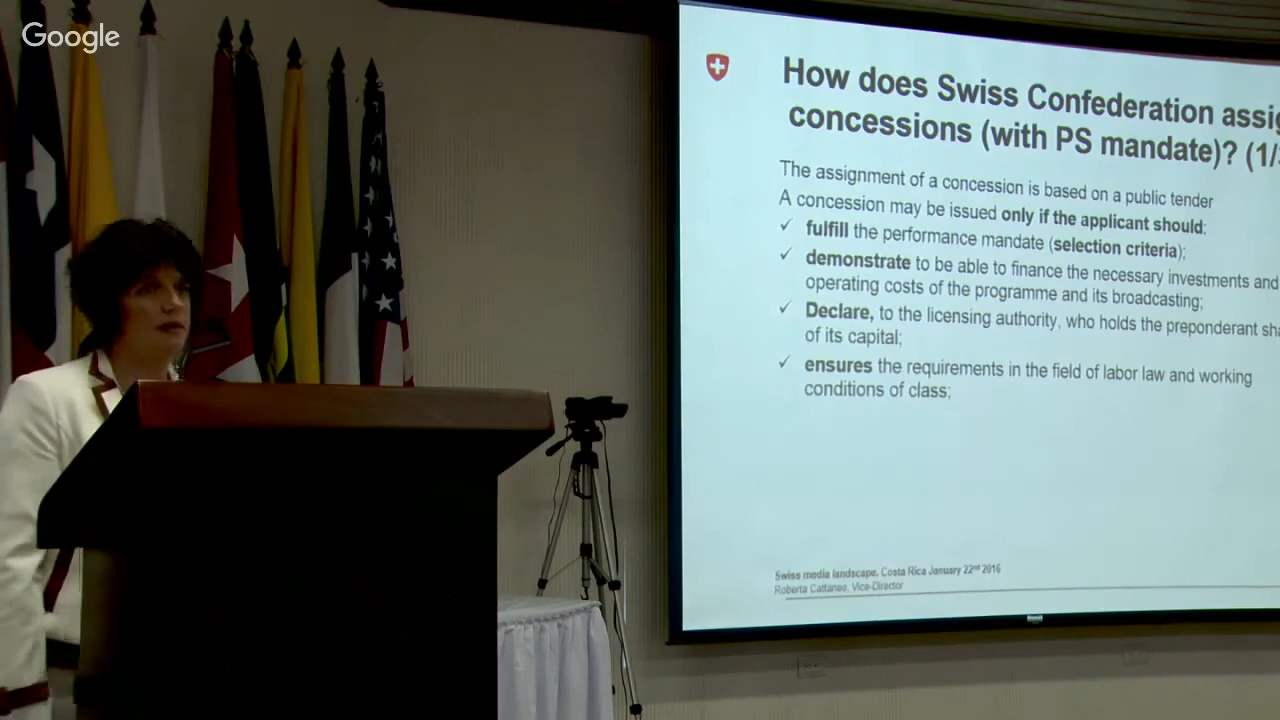 Google
How does Swiss Confederation assig
concessions (with PS mandate)? (1/3
The assignment of a concession is based on a public tender
A concession may be issued only if the applicant should:
✓ fulfill the performance mandate (selection criteria);
✓ demonstrate to be able to finance the necessary investments and
operating costs of the programme and its broadcasting;
✓ Declare, to the licensing authority, who holds the preponderant sha
of its capital;
✓ ensures the requirements in the field of labor law and working
conditions of class;
Swiss media landscape, Costa Rica January 22nd 2016
Roberta Cattaneo, Vice-Director